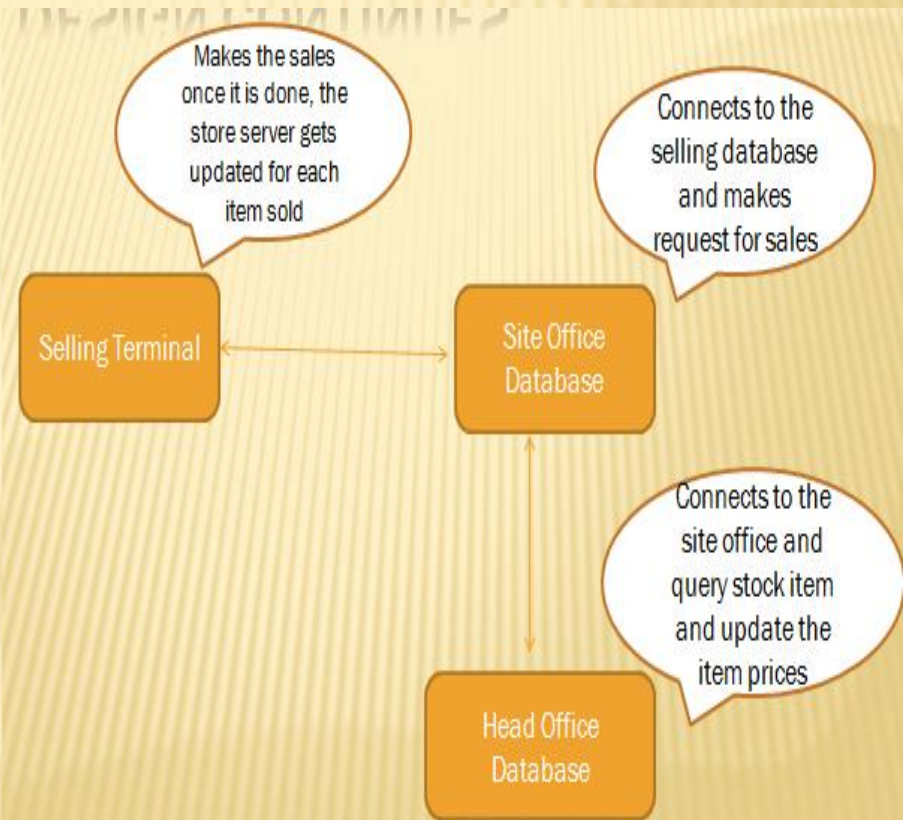 DESIGN CONTINUES
Makes the sales
once it is done, the
store server gets
updated for each
item sold
Connects to the
selling database
and makes
request for sales
Selling Terminal
Site Office
Database
Connects to the
site office and
query stock item
and update the
item prices
Head Office
Database